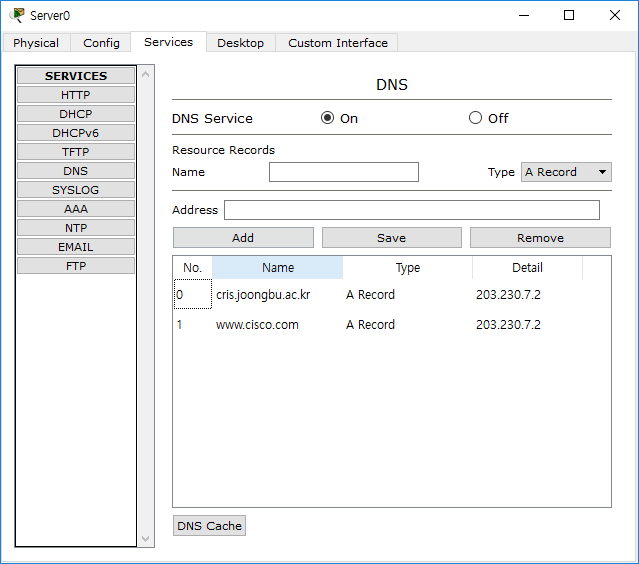 Server0
Physical Config Services Desktop Custom Interface
SERVICES
HTTP
DHCP
DHCPv6
TFTP
DNS
SYSLOG
AAA
NTP
EMAIL
FTP
DNS
DNS Service On Off
Resource Records
Name Type A Record
Address
Add Save Remove
No. Name Type Detail
0 cris.joongbu.ac.kr A Record 203.230.7.2
1 www.cisco.com A Record 203.230.7.2
DNS Cache